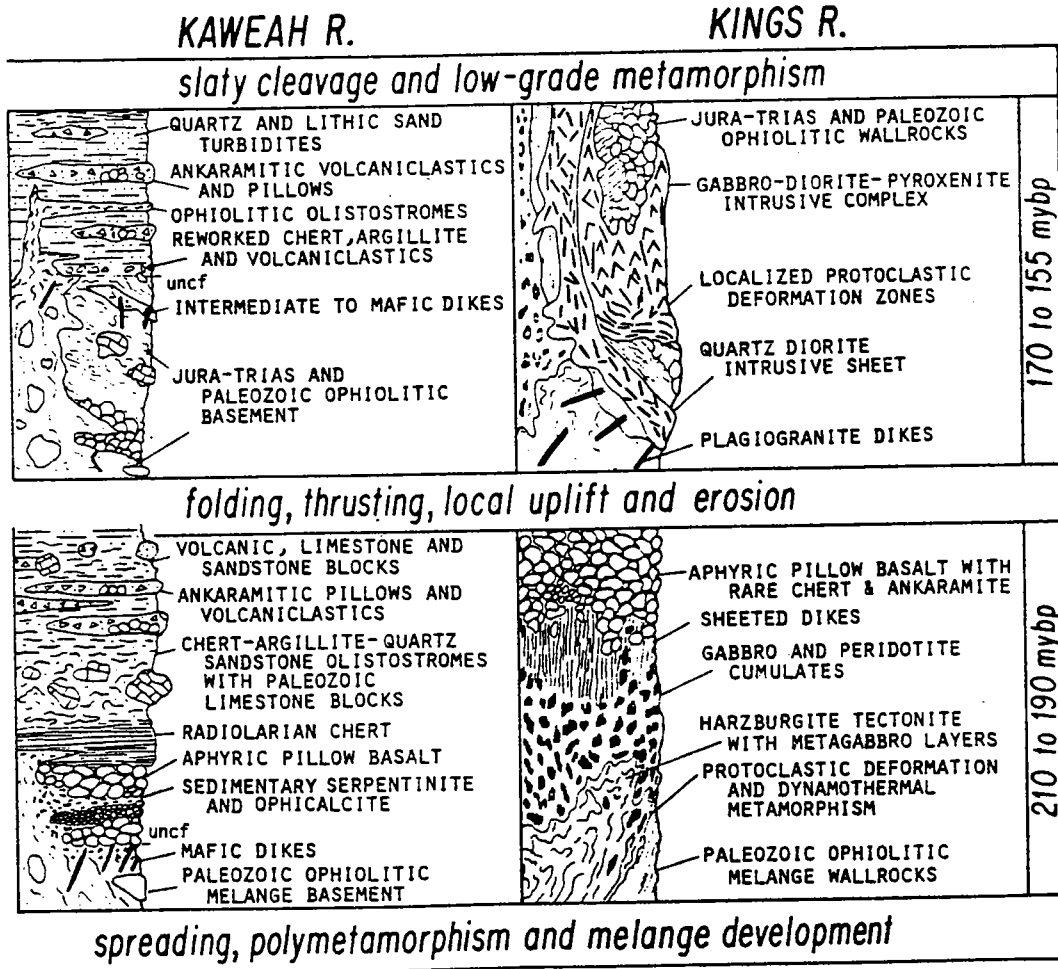 KAWEAH R.
KINGS R.
slaty cleavage and low-grade metamorphism
QUARTZ AND LITHIC SAND
TURBIDITES
ANKARAMITIC VOLCANICLASTICS
AND PILLOWS
OPHIOLITIC OLISTOSTROMES
REWORKED CHERT, ARGILLITE
AND VOLCANICLASTICS
uncf
INTERMEDIATE TO MAFIC DIKES
JURA-TRIAS AND
PALEOZOIC OPHIOLITIC
BASEMENT
JURA-TRIAS AND PALEOZOIC
OPHIOLITIC WALLROCKS
GABBRO-DIORITE-PYROXENITE
INTRUSIVE COMPLEX
LOCALIZED PROTOCLASTIC
DEFORMATION ZONES
QUARTZ DIORITE
INTRUSIVE SHEET
PLAGIOGRANITE DIKES
170 to 155 mybp
folding, thrusting, local uplift and erosion
VOLCANIC, LIMESTONE AND
SANDSTONE BLOCKS
ANKARAMITIC PILLOWS AND
VOLCANICLASTICS
CHERT-ARGILLITE-QUARTZ
SANDSTONE OLISTOSTROMES
WITH PALEOZOIC
LIMESTONE BLOCKS
RADIOLARIAN CHERT
APHYRIC PILLOW BASALT
SEDIMENTARY SERPENTINITE
AND OPHICALCITE
uncf
MAFIC DIKES
PALEOZOIC OPHIOLITIC
MELANGE BASEMENT
APHYRIC PILLOW BASALT WITH
RARE CHERT & ANKARAMITE
SHEETED DIKES
GABBRO AND PERIDOTITE
CUMULATES
HARZBURGITE TECTONITE
WITH METAGABBRO LAYERS
PROTOCLASTIC DEFORMATION
AND DYNAMOTHERMAL
METAMORPHISM
PALEOZOIC OPHIOLITIC
MELANGE WALLROCKS
210 to 190 mybp
spreading, polymetamorphism and melange development